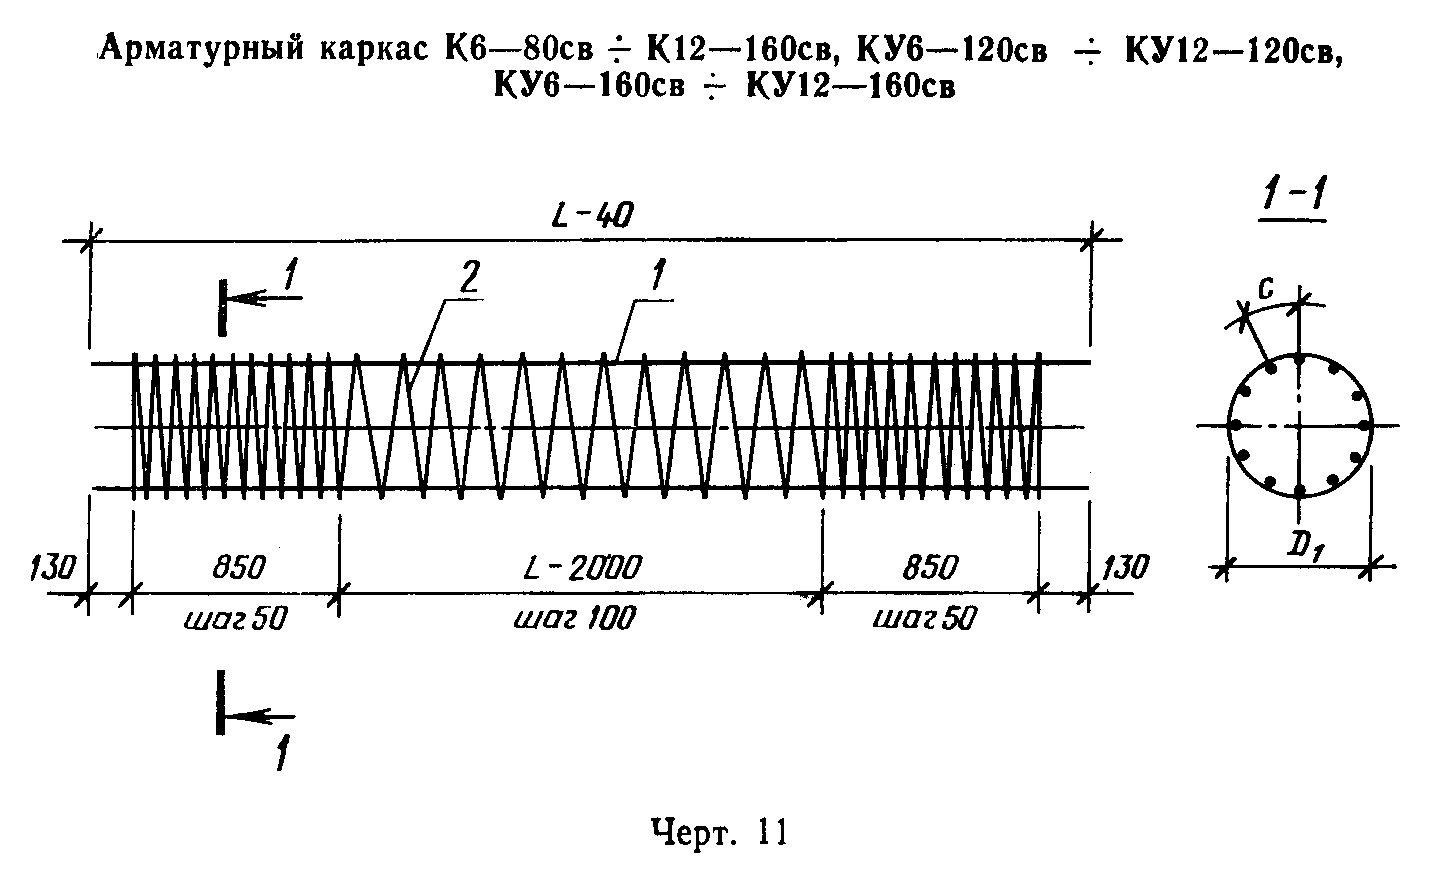 Арматурный каркас К6—80св ÷ К12—160св, КУ6—120св ÷ КУ12—120св,
КУ6—160св ÷ КУ12—160св
1-1
L-40
1
2
1
C
130
850
L-2000
850
130
D1
шаг 50
шаг 100
шаг 50
1
Черт. 11